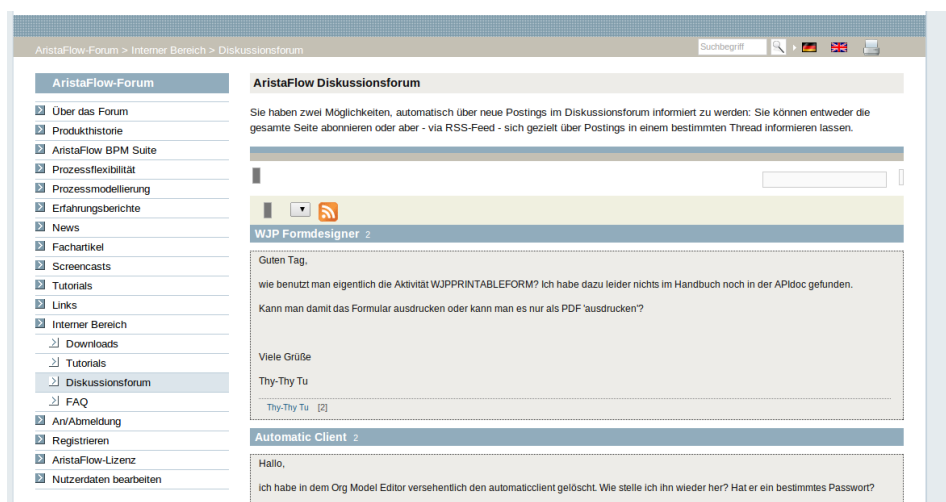 AristaFlow-Forum > Interner Bereich > Diskussionsforum
Suchbegriff
AristaFlow-Forum
Über das Forum
Produkthistorie
AristaFlow BPM Suite
Prozessflexibilität
Prozessmodellierung
Erfahrungsberichte
News
Fachartikel
Screencasts
Tutorials
Links
Interner Bereich
Downloads
Tutorials
Diskussionsforum
FAQ
An/Abmeldung
Registrieren
AristaFlow-Lizenz
Nutzerdaten bearbeiten
AristaFlow Diskussionsforum
Sie haben zwei Möglichkeiten, automatisch über neue Postings im Diskussionsforum informiert zu werden: Sie können entweder die
gesamte Seite abonnieren oder aber - via RSS-Feed - sich gezielt über Postings in einem bestimmten Thread informieren lassen.
WJP Formdesigner 2
Guten Tag,
wie benutzt man eigentlich die Aktivität WJPPRINTABLEFORM? Ich habe dazu leider nichts im Handbuch noch in der APIdoc gefunden.
Kann man damit das Formular ausdrucken oder kann man es nur als PDF 'ausdrucken'?
Viele Grüße
Thy-Thy Tu
Thy-Thy Tu [2]
Automatic Client 2
Hallo,
ich habe in dem Org Model Editor versehentlich den automaticclient gelöscht. Wie stelle ich ihn wieder her? Hat er ein bestimmtes Passwort?